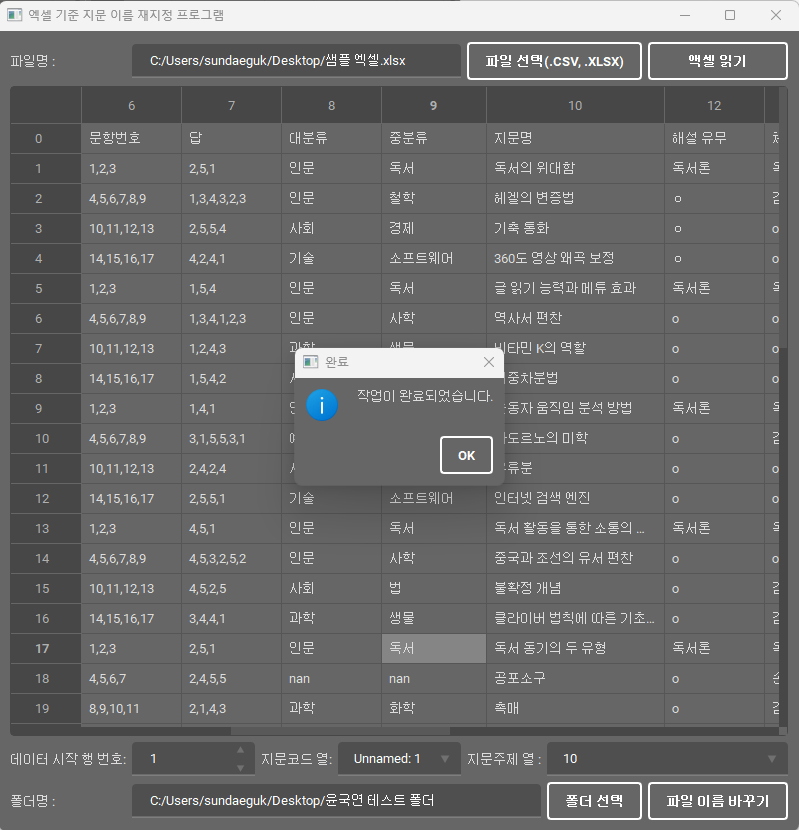 엑셀 기준 지문 이름 재지정 프로그램
파일명 : C:/Users/sundaeguk/Desktop/샘플 엑셀.xlsx 파일 선택(.CSV, .XLSX) 액셀 읽기
6 7 8 9 10 12
0 문항번호 답 대분류 중분류 지문명 해설 유무
1 1,2,3 2,5,1 인문 독서 독서의 위대함 독서론
2 4,5,6,7,8,9 1,3,4,3,2,3 인문 철학 헤겔의 변증법 o
3 10,11,12,13 2,5,5,4 사회 경제 기축 통화 o o
4 14,15,16,17 4,2,4,1 기술 소프트웨어 360도 영상 왜곡 보정 o o
5 1,2,3 1,5,4 인문 독서 글 읽기 능력과 메튜 효과 독서론
6 4,5,6,7,8,9 1,3,4,1,2,3 인문 사학 역사서 편찬 o o
7 10,11,12,13 1,2,4,3 과학 생물 비타민 K의 역할 o o
8 14,15,16,17 1,5,4,2 중차분법 o
9 1,2,3 1,4,1 동자 움직임 분석 방법 독서론
10 4,5,6,7,8,9 3,1,5,5,3,1 도르노의 미학 o
11 10,11,12,13 2,4,2,4 류분 o
12 14,15,16,17 2,5,5,1 기술 소프트웨어 인터넷 검색 엔진 o o
13 1,2,3 4,5,1 인문 독서 독서 활동을 통한 소통의 ... 독서론
14 4,5,6,7,8,9 4,5,3,2,5,2 인문 사학 중국과 조선의 유서 편찬 o o
15 10,11,12,13 4,5,2,5 사회 법 불확정 개념 o
16 14,15,16,17 3,4,4,1 과학 생물 클라이버 법칙에 따른 기초... o
17 1,2,3 2,5,1 인문 독서 독서 동기의 두 유형 독서론
18 4,5,6,7 2,4,5,5 nan nan 공포소구 o
19 8,9,10,11 2,1,4,3 과학 화학 촉매 o
완료
작업이 완료되었습니다.
OK
데이터 시작 행 번호: 1 지문코드 열: Unnamed: 1 지문주제 열 : 10
폴더명 : C:/Users/sundaeguk/Desktop/윤국연 테스트 폴더 폴더 선택 파일 이름 바꾸기